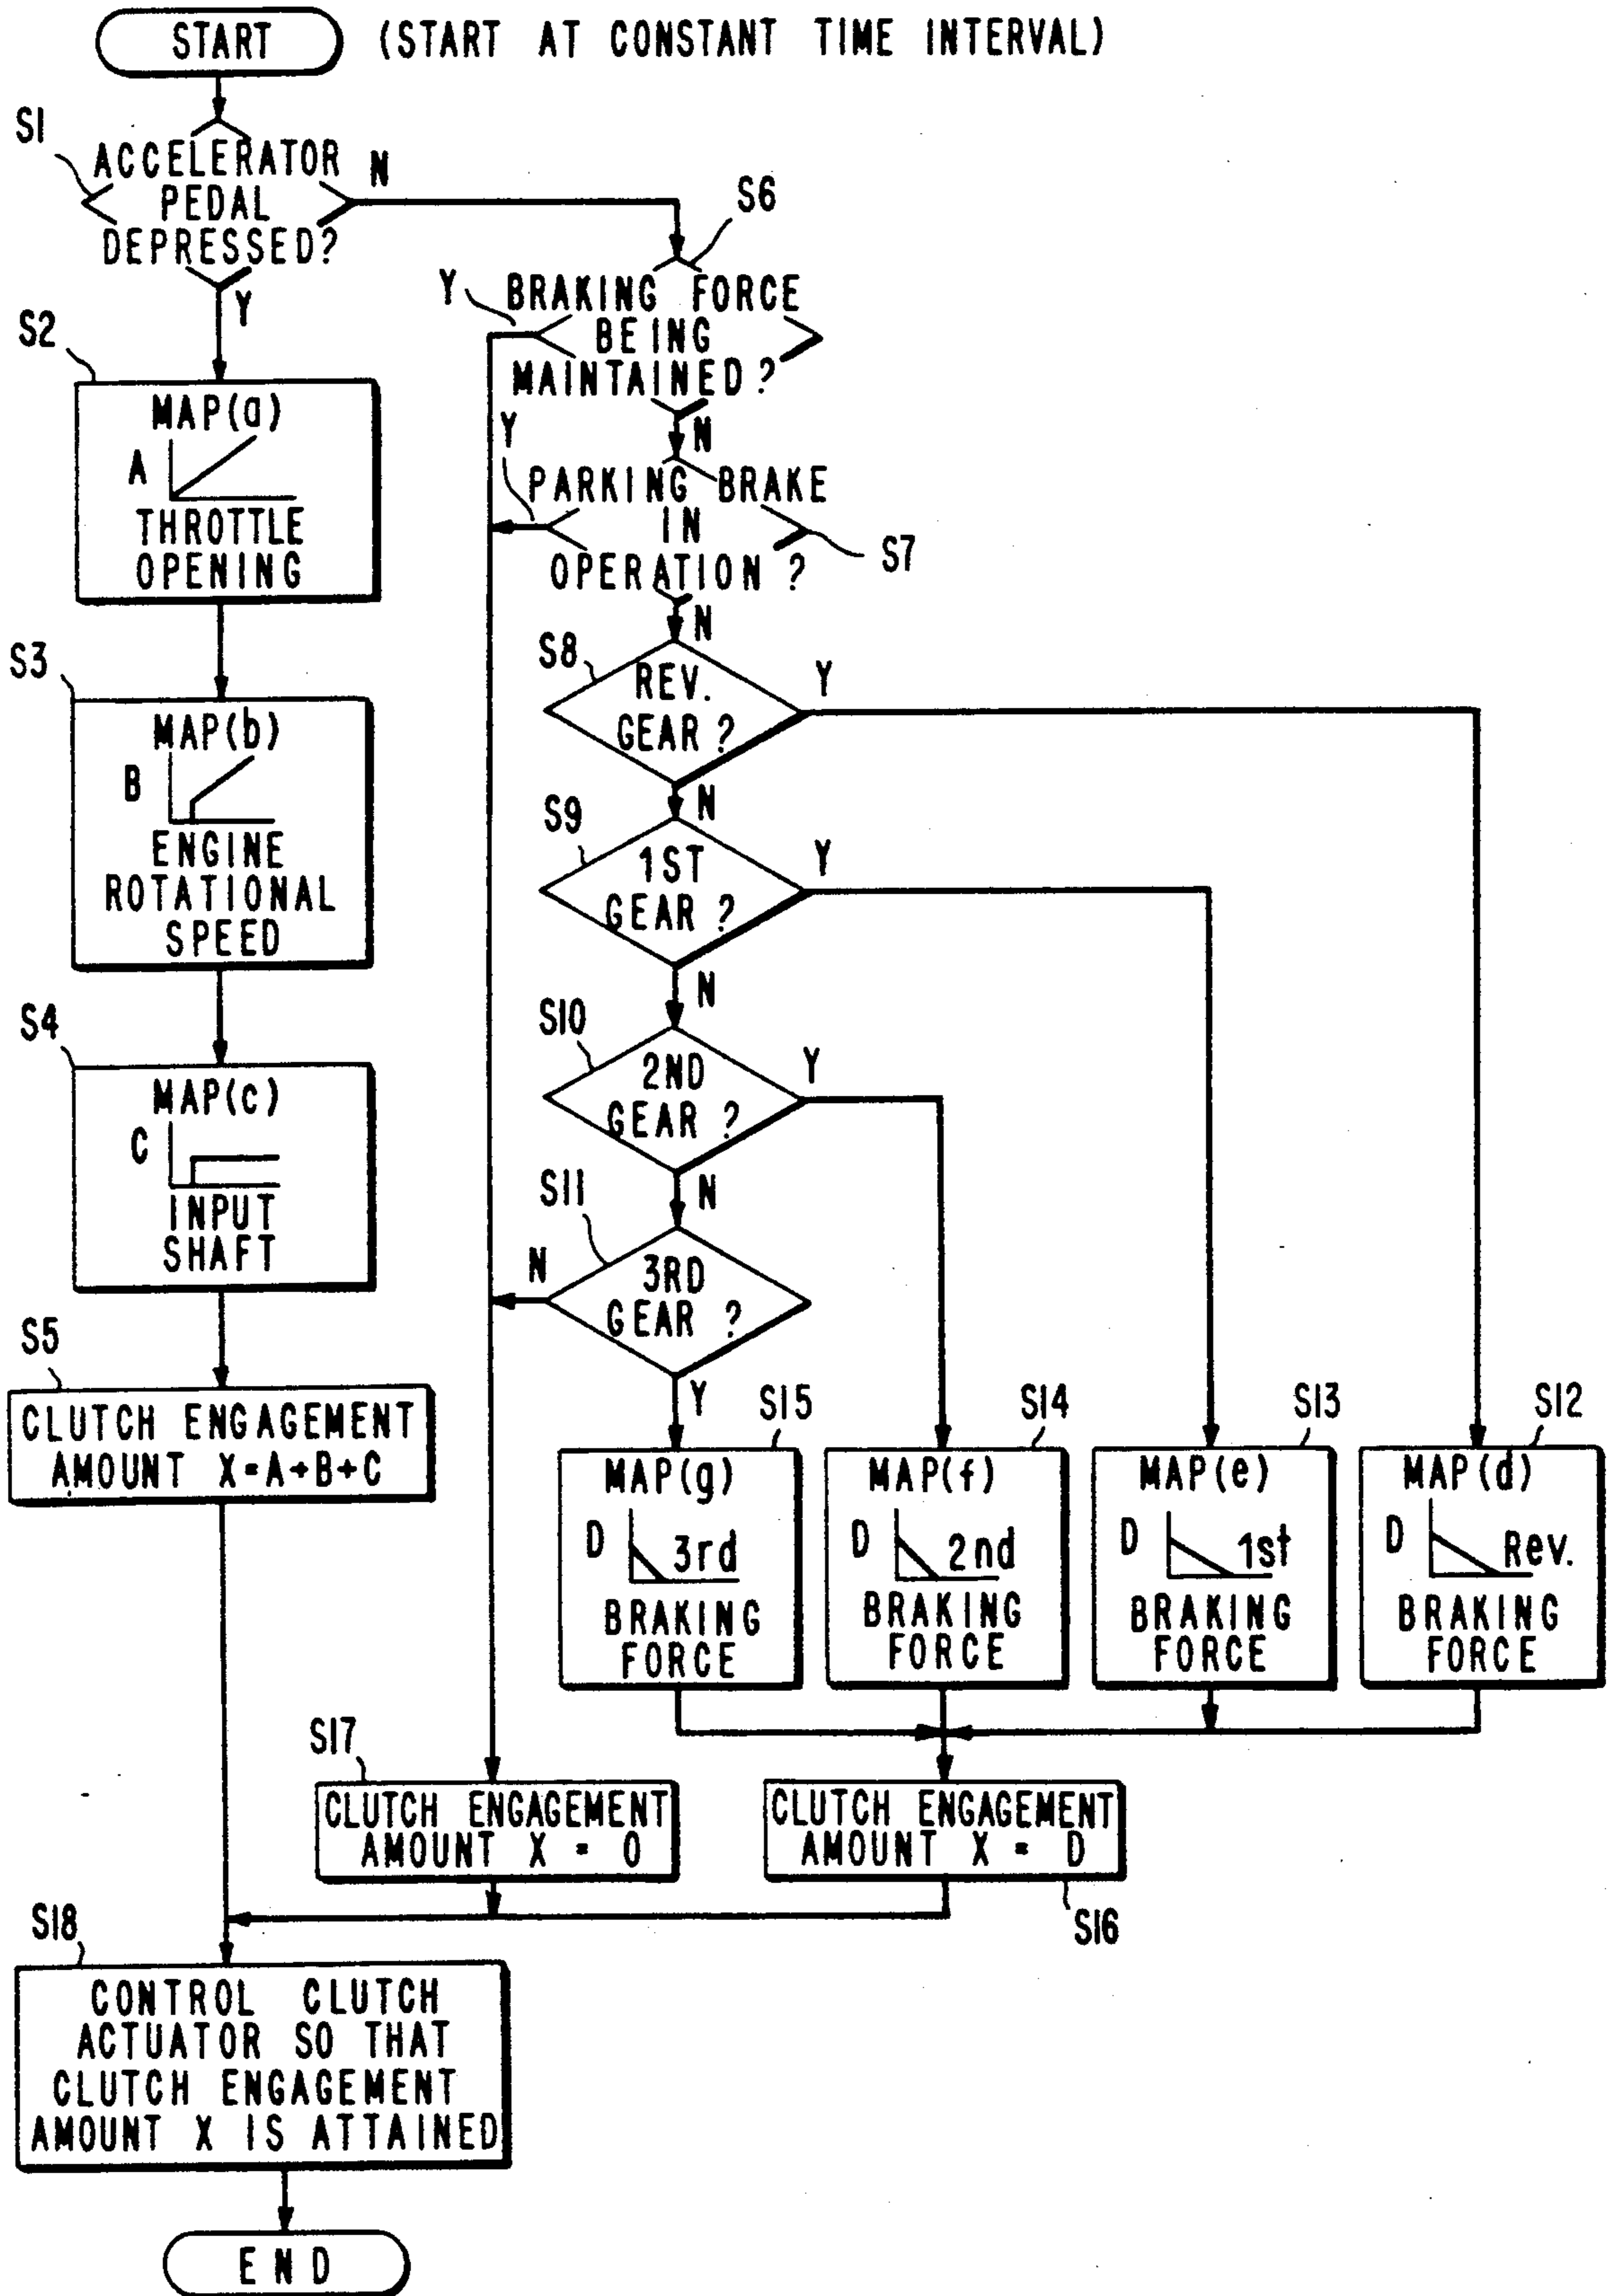 START (START AT CONSTANT TIME INTERVAL)
S1
ACCELERATOR
PEDAL
DEPRESSED?
N
Y
S2
MAP(a)
A
THROTTLE
OPENING
S3
MAP(b)
B
ENGINE
ROTATIONAL
SPEED
S4
MAP(c)
C
INPUT
SHAFT
S5
CLUTCH ENGAGEMENT
AMOUNT X=A+B+C
S6
Y
BRAKING FORCE
BEING
MAINTAINED?
N
Y
PARKING BRAKE
IN
OPERATION?
S7
N
S8
REV.
GEAR ?
Y
N
S9
1ST
GEAR ?
Y
N
S10
2ND
GEAR ?
Y
N
S11
3RD
GEAR ?
N
Y
S15
MAP(g)
D
3rd
BRAKING
FORCE
S14
MAP(f)
D
2nd
BRAKING
FORCE
S13
MAP(e)
D
1st
BRAKING
FORCE
S12
MAP(d)
D
Rev.
BRAKING
FORCE
S17
CLUTCH ENGAGEMENT
AMOUNT X = 0
CLUTCH ENGAGEMENT
AMOUNT X = D
S16
S18
CONTROL CLUTCH
ACTUATOR SO THAT
CLUTCH ENGAGEMENT
AMOUNT X IS ATTAINED
END